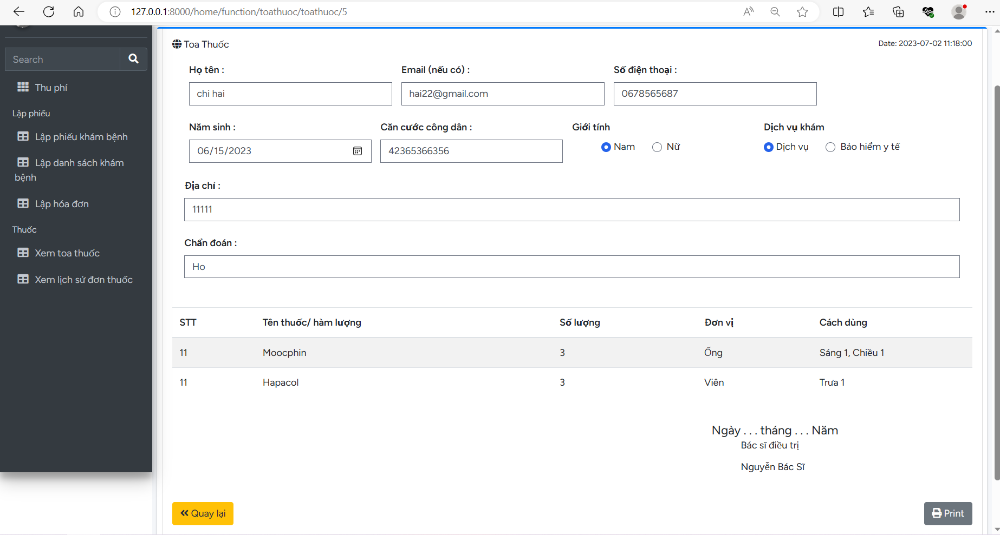 127.0.0.1:8000/home/function/toathuoc/toathuoc/5
Search
Thu phí
Lập phiếu
Lập phiếu khám bệnh
Lập danh sách khám
bệnh
Lập hóa đơn
Thuốc
Xem toa thuốc
Xem lịch sử đơn thuốc
Toa Thuốc
Date: 2023-07-02 11:18:00
Họ tên :
Email (nếu có) :
Số điện thoại :
chi hai
hai22@gmail.com
0678565687
Năm sinh :
Căn cước công dân :
Giới tính
Dịch vụ khám
06/15/2023
42365366356
Nam
Nữ
Dịch vụ
Bảo hiểm y tế
Địa chỉ :
11111
Chẩn đoán :
Ho
STT Tên thuốc/ hàm lượng Số lượng Đơn vị Cách dùng
11 Moocphin 3 Ống Sáng 1, Chiều 1
11 Hapacol 3 Viên Trưa 1
Ngày . . . tháng . . . Năm
Bác sĩ điều trị
Nguyễn Bác Sĩ
Quay lại
Print